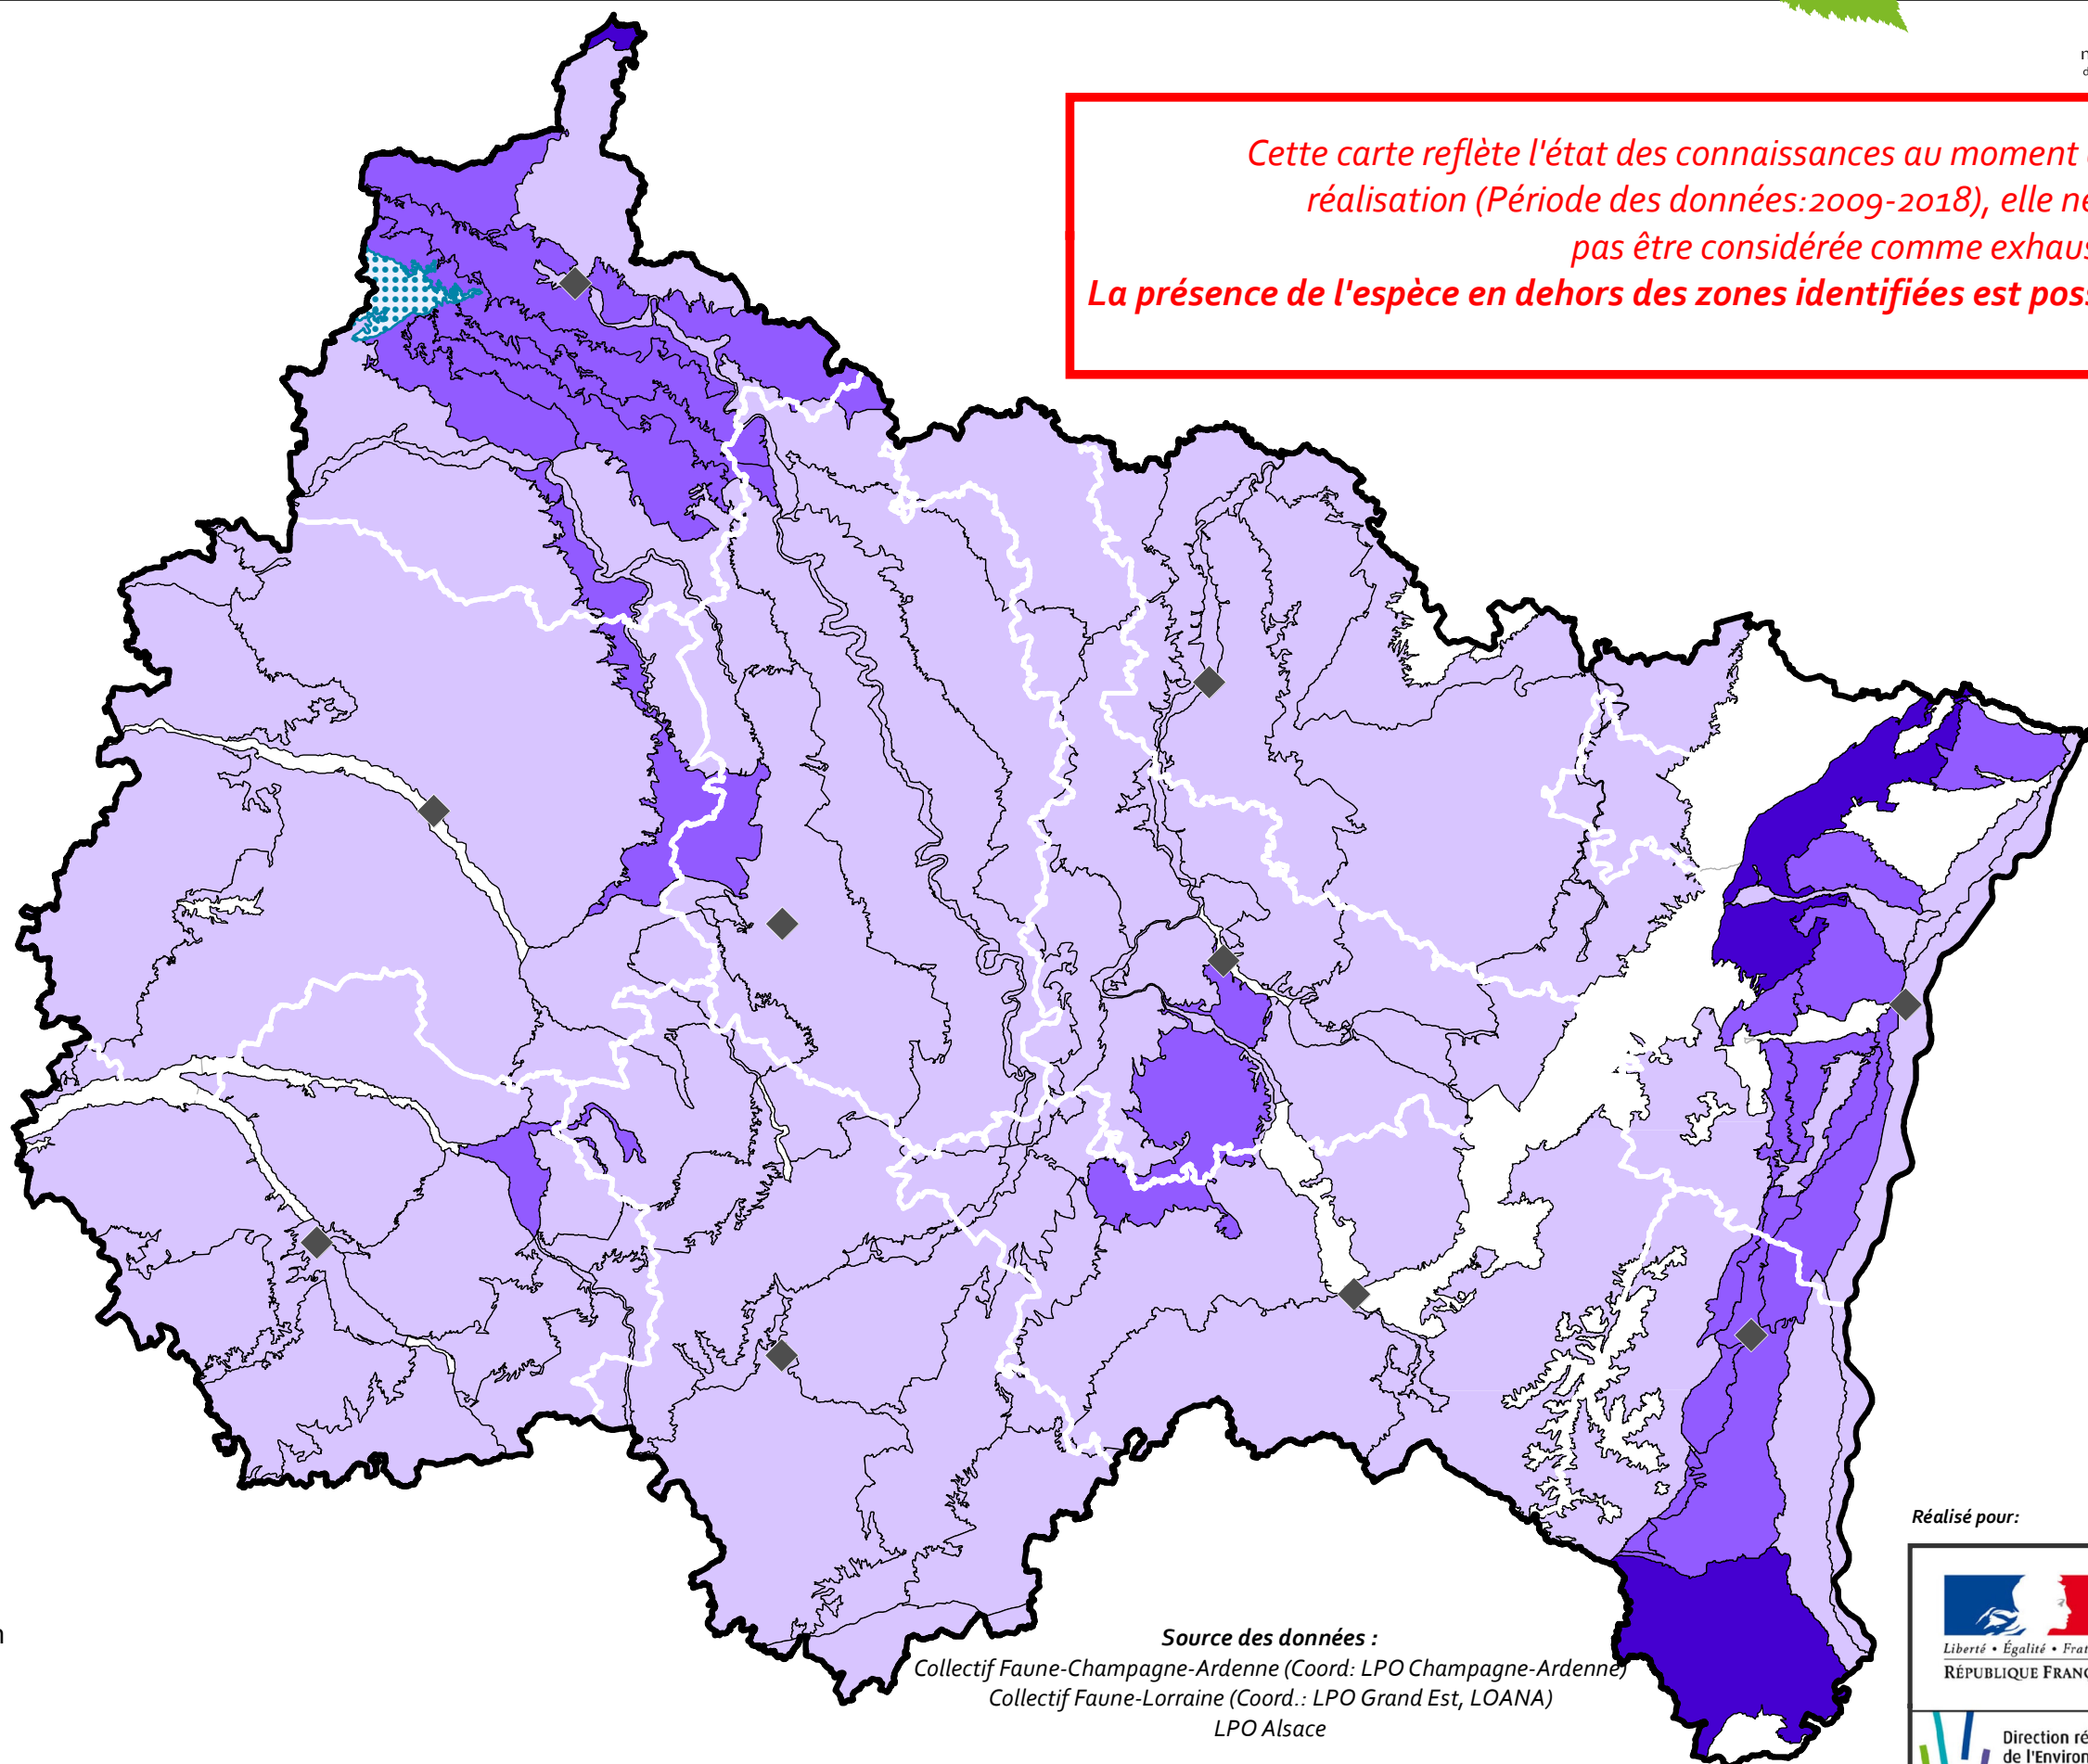 Cette carte reflète l'état des connaissances au moment
réalisation (Période des données:2009-2018), elle ne
pas être considérée comme exhaus
La présence de l'espèce en dehors des zones identifiées est poss
Réalisé pour:
Liberté • Égalité • Frat
RÉPUBLIQUE FRANÇ
Direction ré
de l'Environ
Source des données :
Collectif Faune-Champagne-Ardenne (Coord: LPO Champagne-Ardenne)
Collectif Faune-Lorraine (Coord.: LPO Grand Est, LOANA)
LPO Alsace